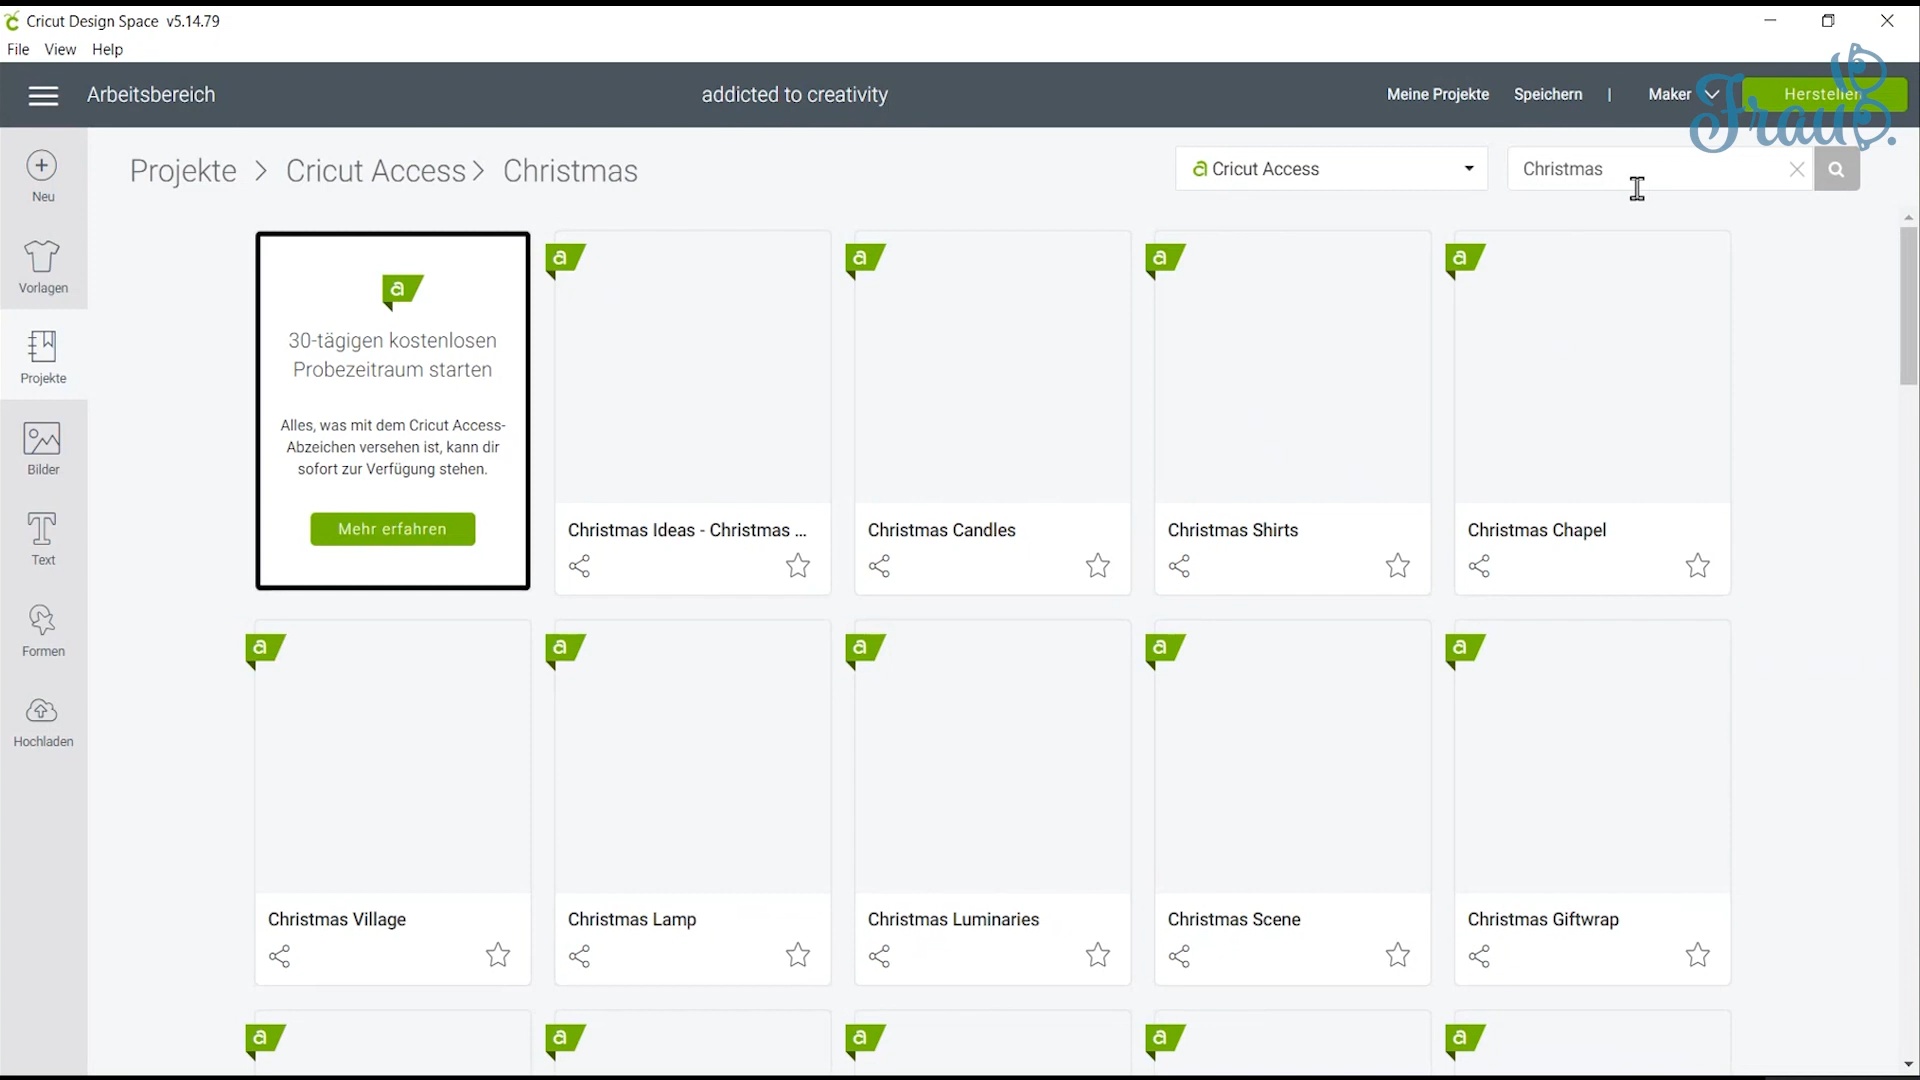 Cricut Design Space v5.14.79
File View Help
Arbeitsbereich
addicted to creativity
Meine Projekte Speichern | Maker
Herstellen
Frau B.
Projekte > Cricut Access > Christmas
a Cricut Access
Christmas
Neu
Vorlagen
Projekte
Bilder
Text
Formen
Hochladen
a
30-tägigen kostenlosen
Probezeitraum starten
Alles, was mit dem Cricut Access-
Abzeichen versehen ist, kann dir
sofort zur Verfügung stehen.
Mehr erfahren
a
Christmas Ideas - Christmas ...
a
Christmas Candles
a
Christmas Shirts
a
Christmas Chapel
a
Christmas Village
a
Christmas Lamp
a
Christmas Luminaries
a
Christmas Scene
a
Christmas Giftwrap
a
a
a
a
a